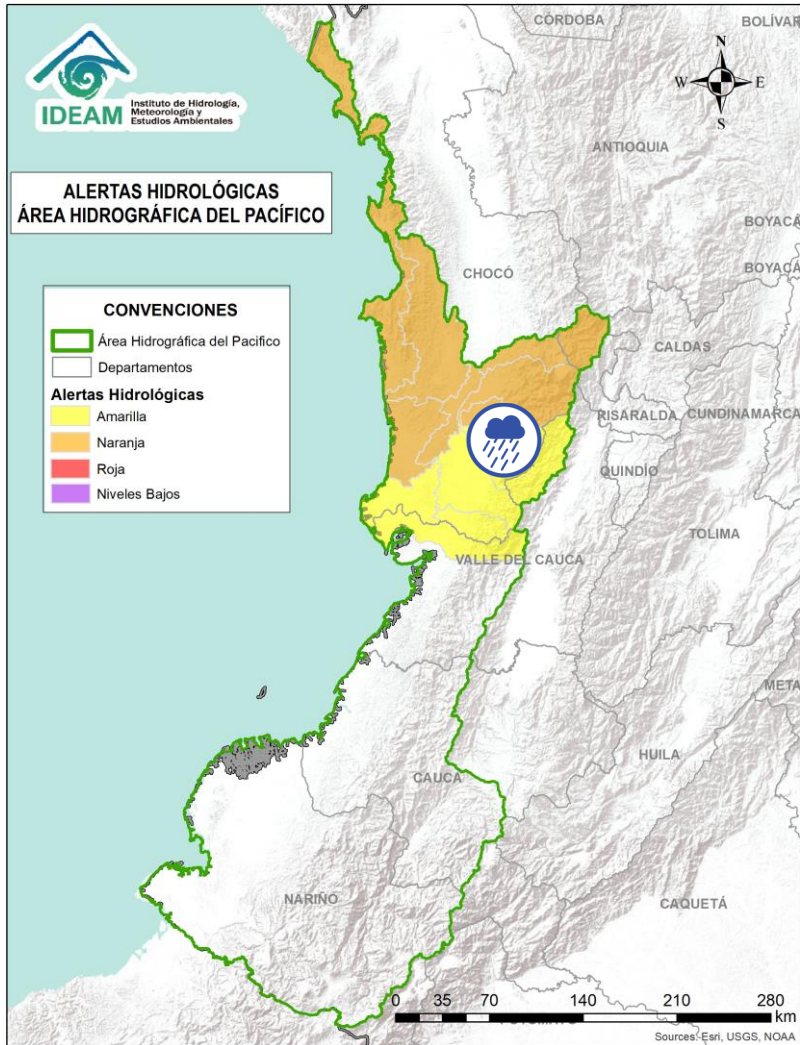 IDEAM
Instituto de Hidrología,
Meteorología y
Estudios Ambientales
ALERTAS HIDROLÓGICAS
ÁREA HIDROGRÁFICA DEL PACÍFICO
CONVENCIONES
Área Hidrográfica del Pacifico
Departamentos
Alertas Hidrológicas
Amarilla
Naranja
Roja
Niveles Bajos
N
W
E
S
CÓRDOBA
BOLÍVAR
ANTIOQUIA
BOYACÁ
CHOCÓ
BOYACÁ
CALDAS
RISARALDA
CUNDINAMARCA
QUINDÍO
TOLIMA
VALLE DEL CAUCA
META
HUILA
CAUCA
NARIÑO
CAQUETÁ
0 35 70 140 210 280
km
Sources: Esri, USGS, NOAA